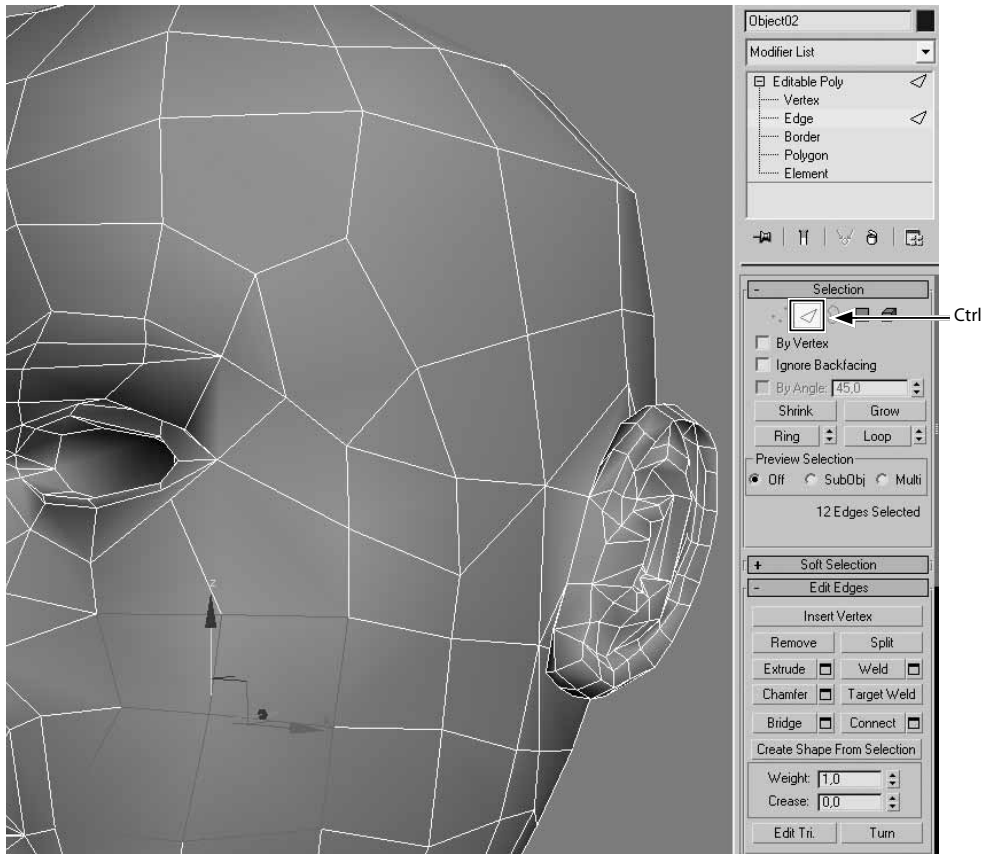 Object02
Modifier List
Editable Poly
Vertex
Edge
Border
Polygon
Element
- Selection
Ctrl
By Vertex
Ignore Backfacing
By Angle: 45,0
Shrink Grow
Ring Loop
Preview Selection
Off SubObj Multi
12 Edges Selected
+ Soft Selection
- Edit Edges
Insert Vertex
Remove Split
Extrude Weld
Chamfer Target Weld
Bridge Connect
Create Shape From Selection
Weight: 1,0
Crease: 0,0
Edit Tri. Turn
z